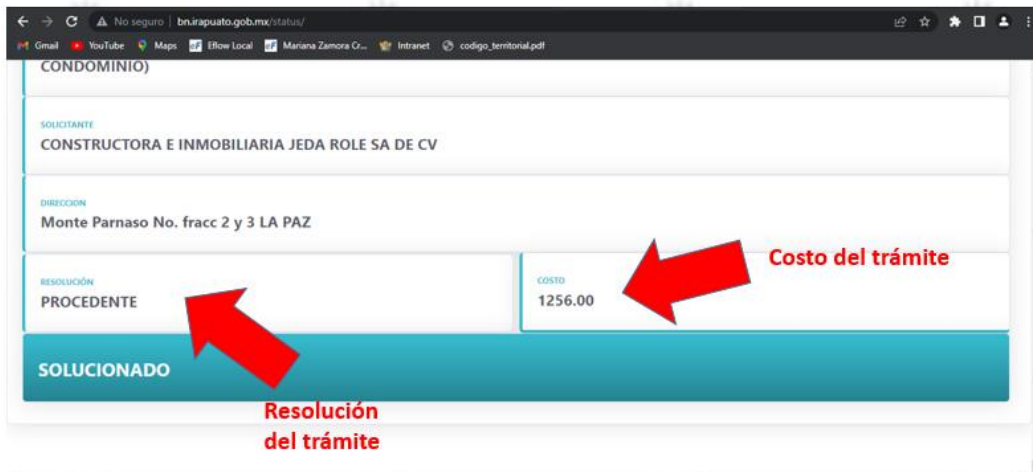 No seguro | bn.irapuato.gob.mx/status/
Gmail YouTube Maps Eflow Local Mariana Zamora Cr... Intranet codigo_territorial.pdf
CONDOMINIO)
SOLICITANTE
CONSTRUCTORA E INMOBILIARIA JEDA ROLE SA DE CV
DIRECCION
Monte Parnaso No. fracc 2 y 3 LA PAZ
Costo del trámite
RESOLUCIÓN
PROCEDENTE
COSTO
1256.00
SOLUCIONADO
Resolución
del trámite